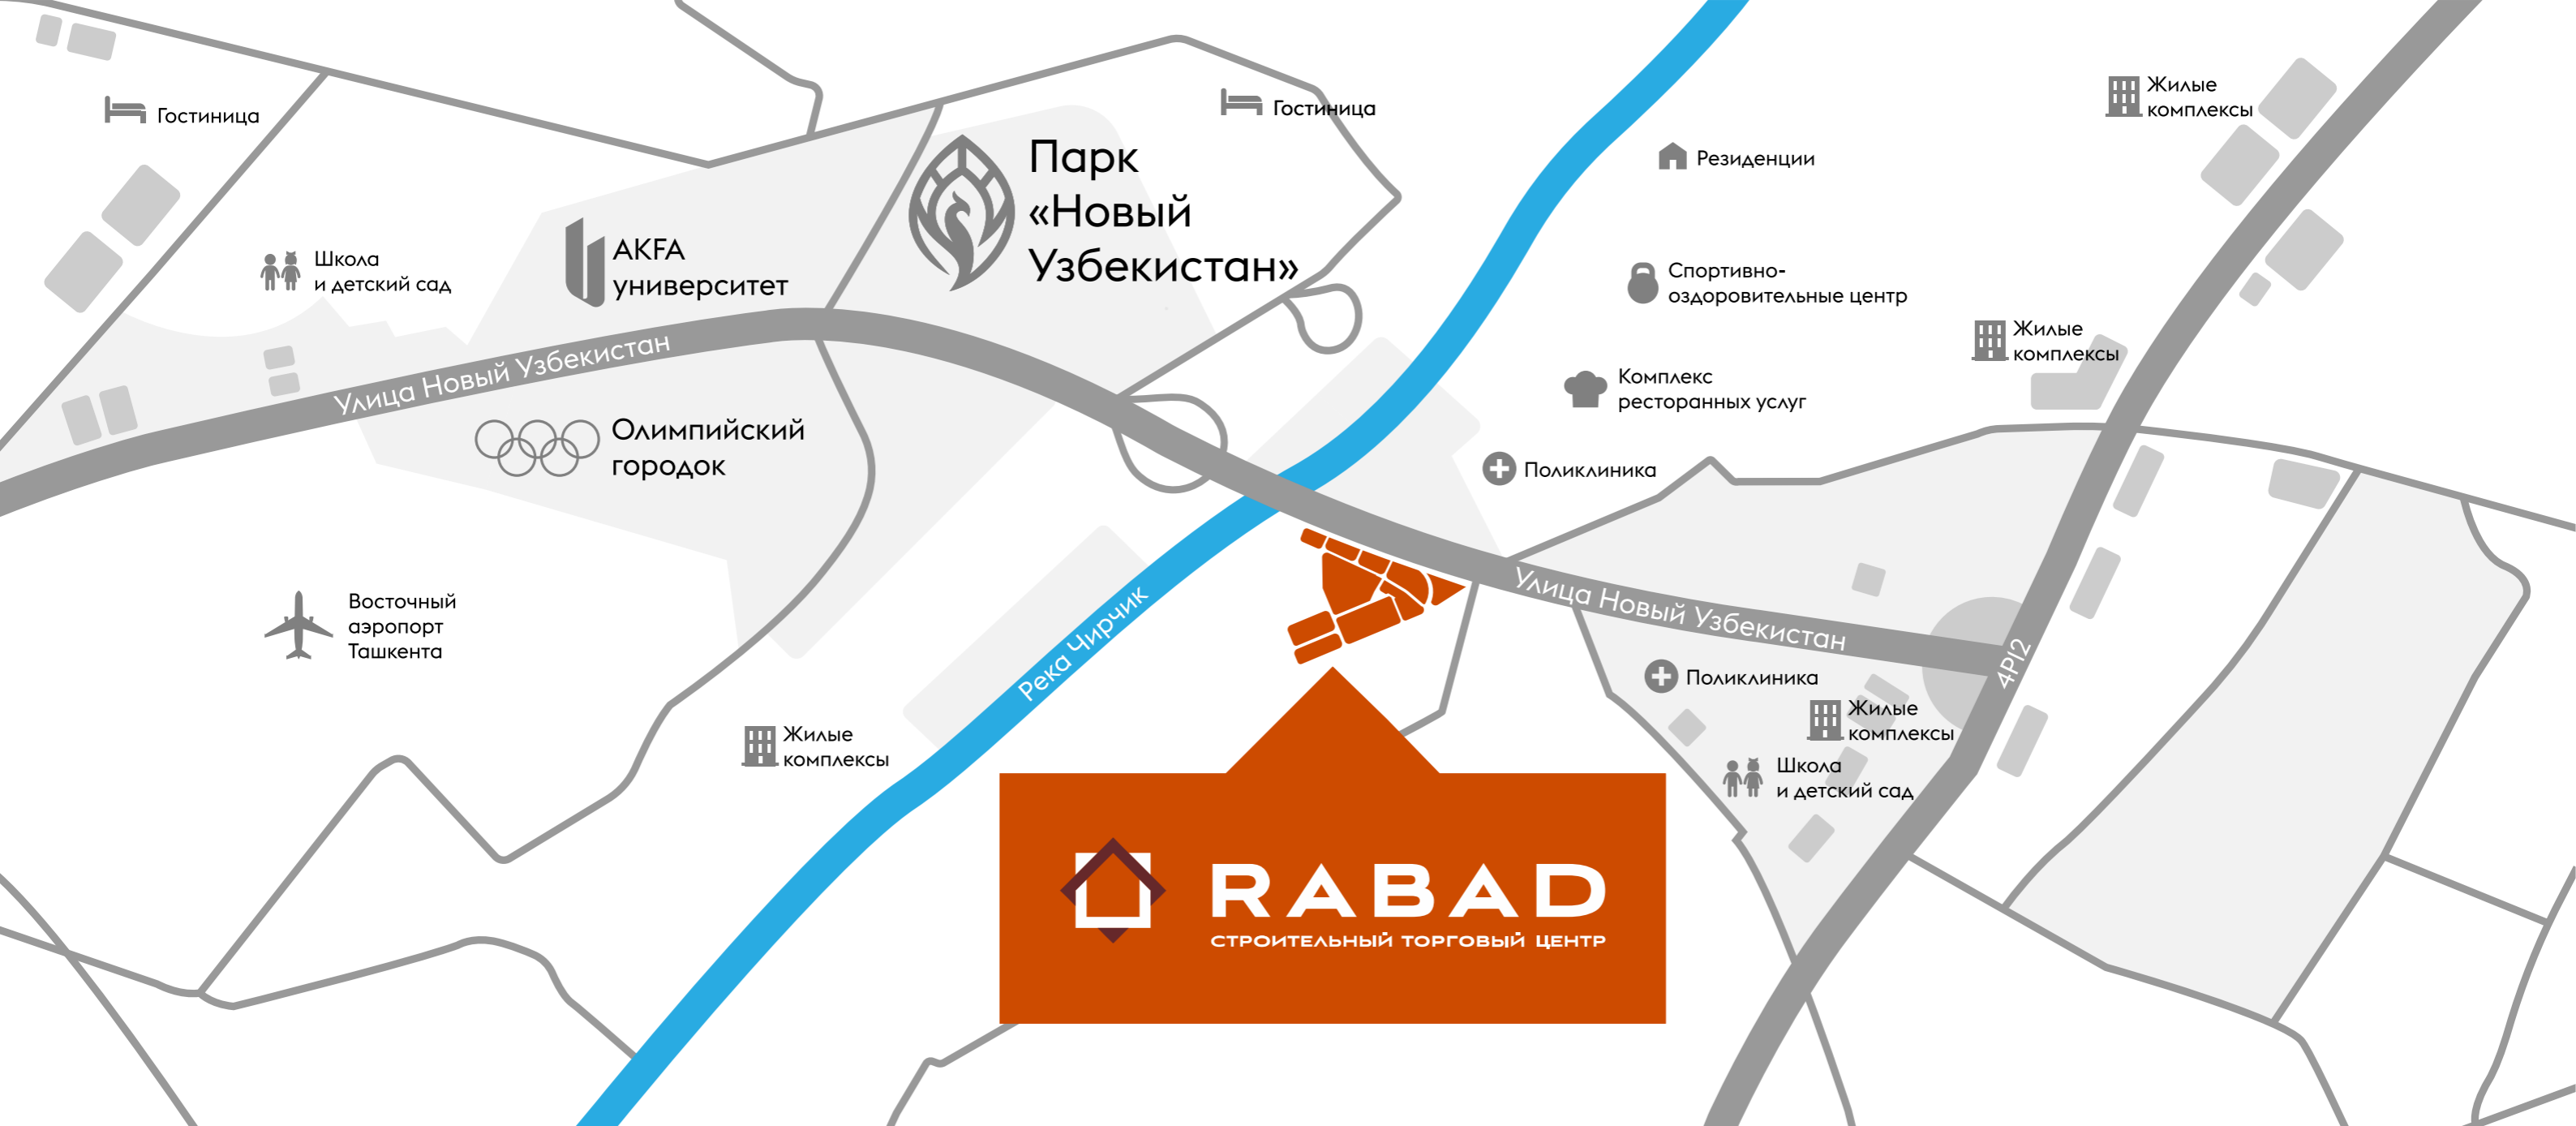 Гостиница
Гостиница
Жилые
комплексы
Парк
«Новый
Узбекистан»
Резиденции
АКFА
университет
Школа
и детский сад
Спортивно-
оздоровительные центр
Жилые
комплексы
Улица Новый Узбекистан
Комплекс
ресторанных услуг
Олимпийский
городок
Поликлиника
Восточный
аэропорт
Ташкента
Река Чирчик
Улица Новый Узбекистан
4Р12
Поликлиника
Жилые
комплексы
Жилые
комплексы
Школа
и детский сад
RABAD
СТРОИТЕЛЬНЫЙ ТОРГОВЫЙ ЦЕНТР